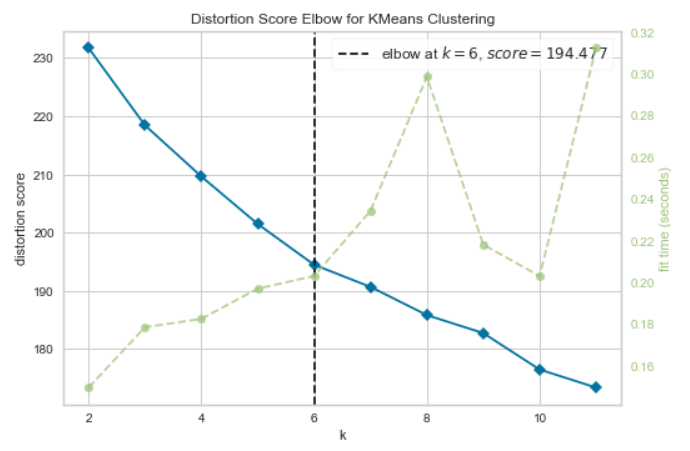 Distortion Score Elbow for KMeans Clustering
elbow at k = 6, score = 194.477
distortion score
230
220
210
200
190
180
0.32
0.30
0.28
0.26
0.24
0.22
0.20
0.18
0.16
fit time (seconds)
2 4 6 8 10
k